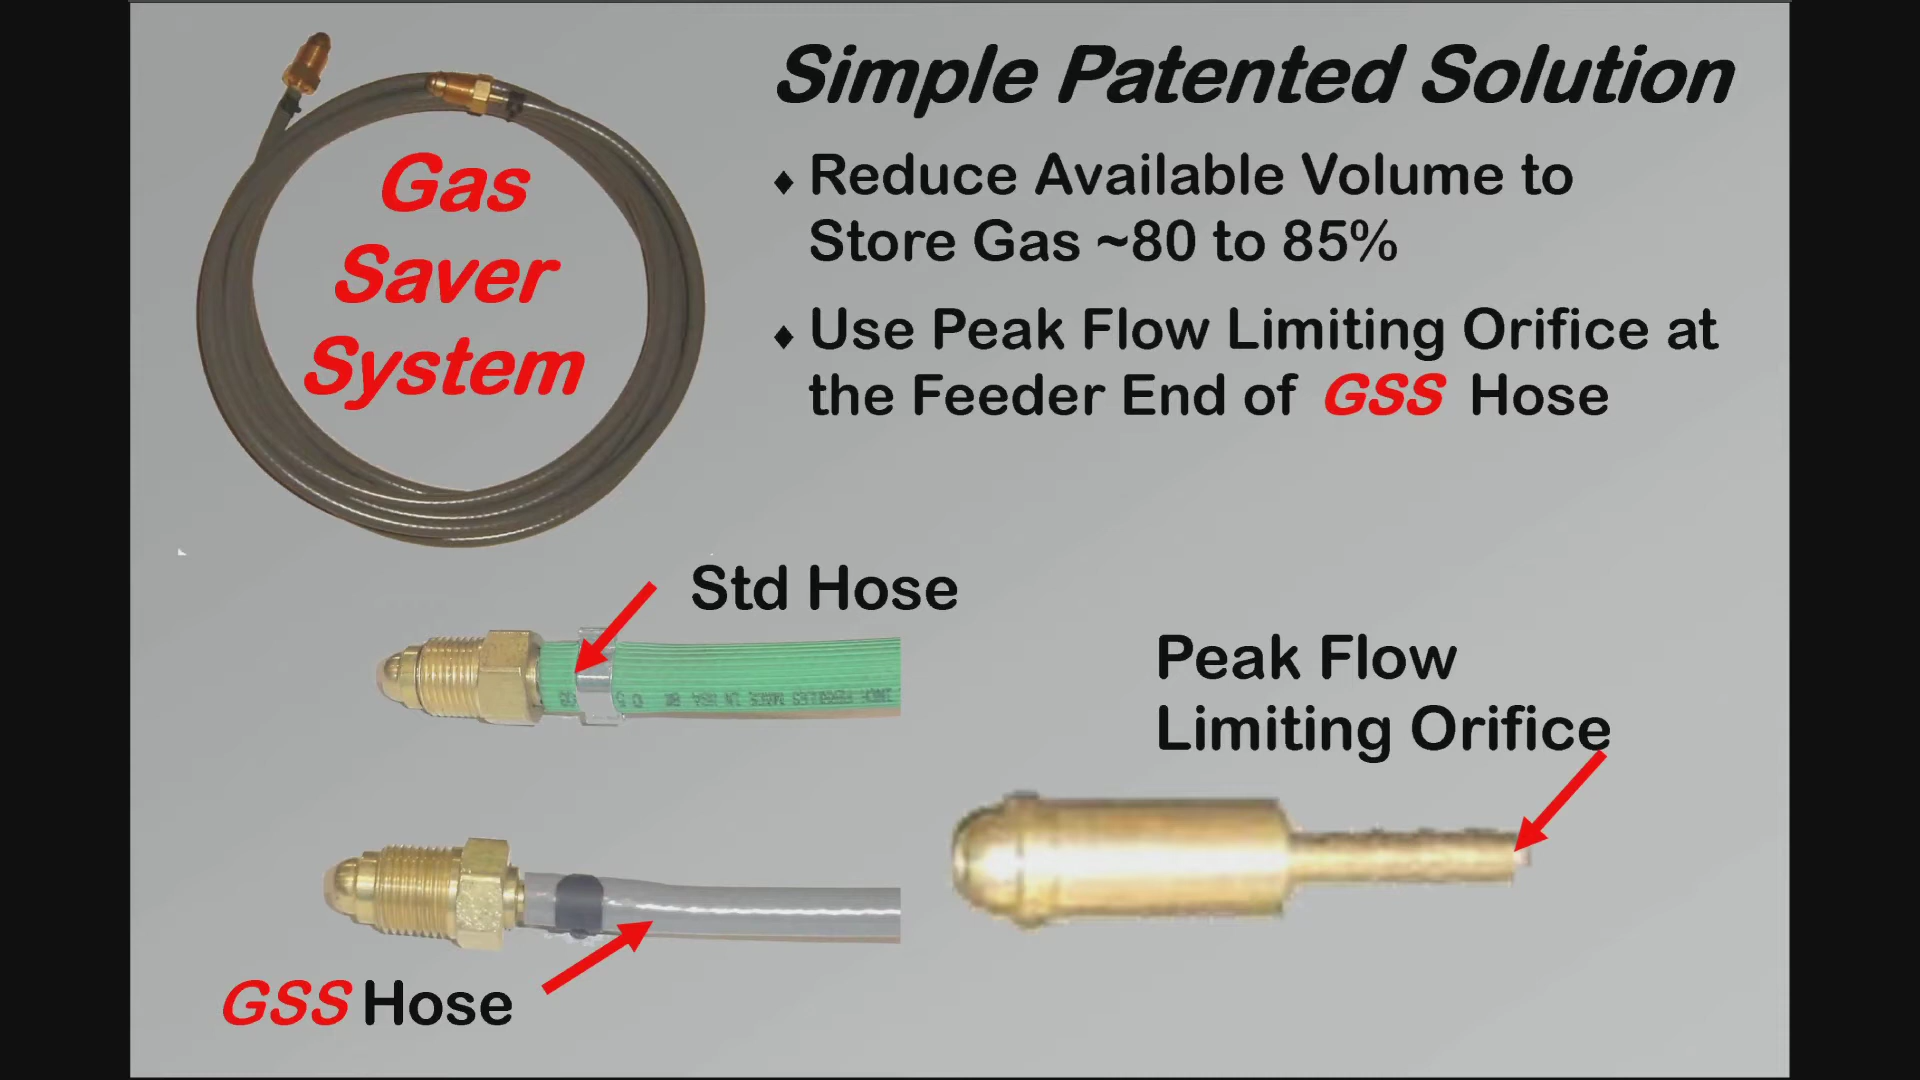 Simple Patented Solution
Gas
Saver
System
♦ Reduce Available Volume to
Store Gas ~80 to 85%
♦ Use Peak Flow Limiting Orifice at
the Feeder End of GSS Hose
Std Hose
Peak Flow
Limiting Orifice
GSS Hose